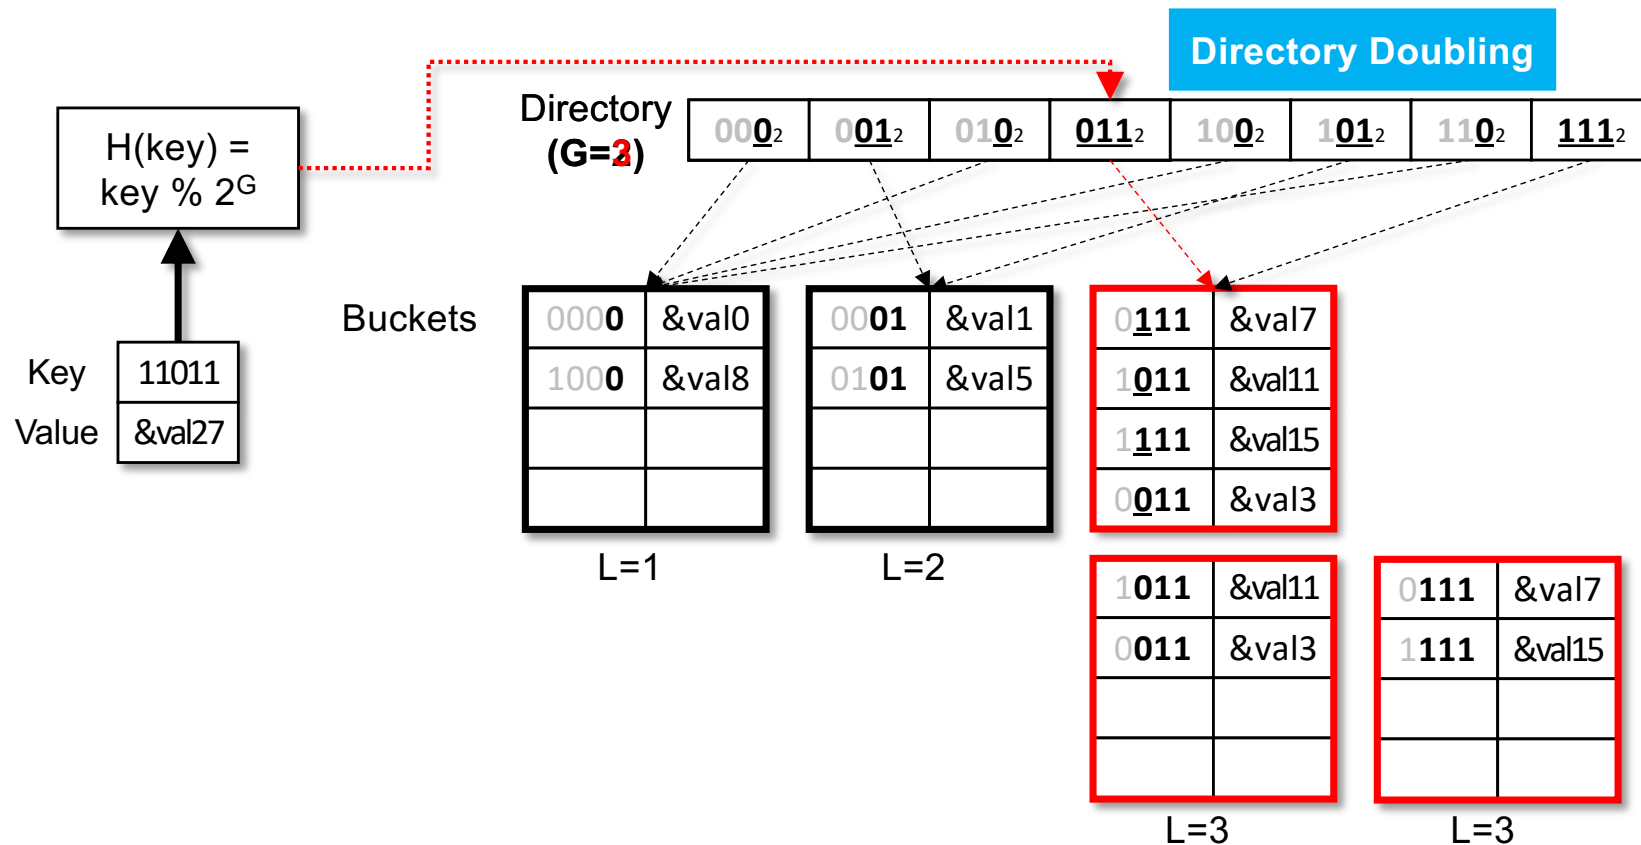 Directory Doubling
Directory
(G=3)
000₂ 001₂ 010₂ 011₂ 100₂ 101₂ 110₂ 111₂
H(key) =
key % 2ᴳ
Buckets
Key 11011
Value &val27
0000 &val0
1000 &val8
L=1
0001 &val1
0101 &val5
L=2
0111 &val7
1011 &val11
1111 &val15
0011 &val3
1011 &val11
0011 &val3
L=3
0111 &val7
1111 &val15
L=3